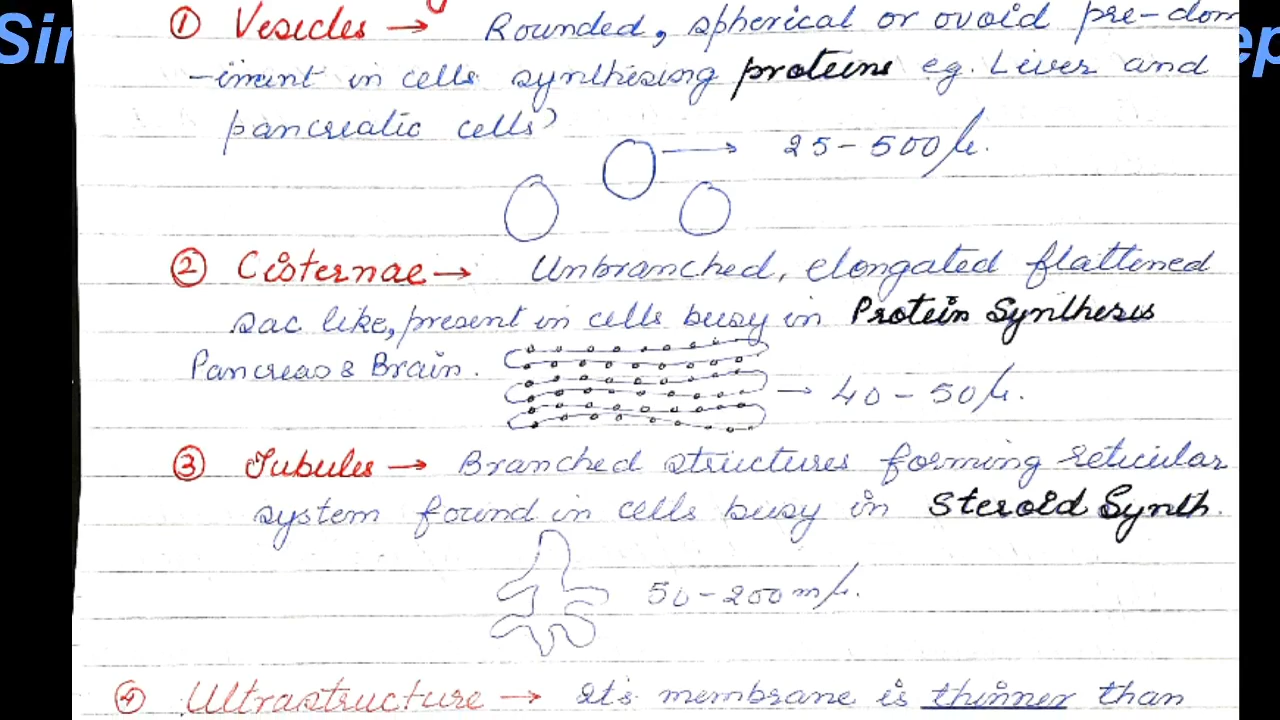 ① Vesicles → Rounded, spherical or ovoid pre-dom
-inant in cells synthesising proteins eg. Liver and
pancreatic cells)
→ 25 - 500 μ.
② Cisternae → Unbranched, elongated flattened
sac like, present in cells busy in Protein Synthesis
Pancreas & Brain.
→ 40 - 50 μ.
③ Tubules → Branched structures forming reticular
system found in cells busy in Steroid Synth.
50 - 200 mμ.
④ Ultrastructure → Its membrane is thinner than